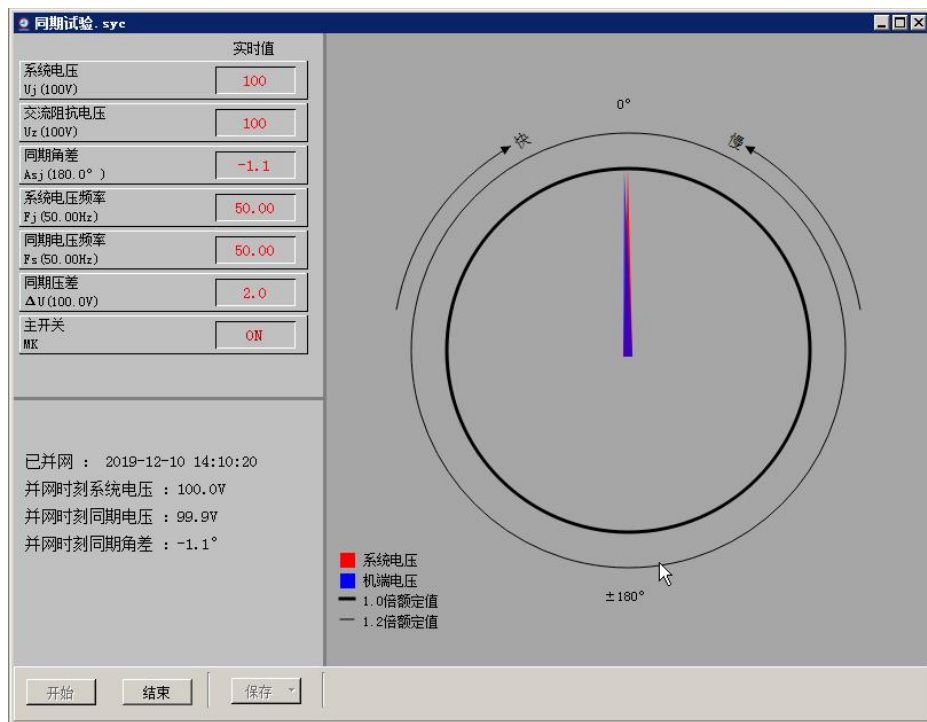 同期试验.syc
实时值
系统电压
Uj(100V)
100
交流阻抗电压
Uz(100V)
100
同期角差
Asj(180.0° )
-1.1
系统电压频率
Fj(50.00Hz)
50.00
同期电压频率
Fs(50.00Hz)
50.00
同期压差
ΔU(100.0V)
2.0
主开关
MK
ON
已并网 : 2019-12-10 14:10:20
并网时刻系统电压 : 100.0V
并网时刻同期电压 : 99.9V
并网时刻同期角差 : -1.1°
0°
快
慢
系统电压
机端电压
1.0倍额定值
1.2倍额定值
±180°
开始
结束
保存